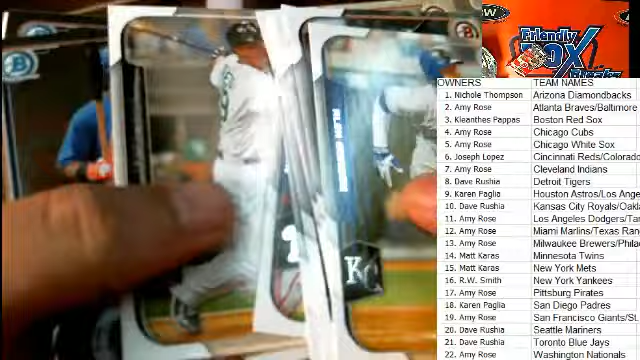 Friendly
BOX
Breaks
OWNERS TEAM NAMES
1. Nichole Thompson Arizona Diamondbacks
2. Amy Rose Atlanta Braves/Baltimore
3. Kleanthes Pappas Boston Red Sox
4. Amy Rose Chicago Cubs
5. Amy Rose Chicago White Sox
6. Joseph Lopez Cincinnati Reds/Colorado
7. Amy Rose Cleveland Indians
8. Dave Rushia Detroit Tigers
9. Karen Paglia Houston Astros/Los
10. Dave Rushia Kansas City Royals/Oakl
11. Amy Rose Los Angeles Dodgers/Tar
12. Amy Rose Miami Marlins/Texas Ran
13. Amy Rose Milwaukee Brewers/Phila
14. Matt Karas Minnesota Twins
15. Matt Karas New York Mets
16. R.W. Smith New York Yankees
17. Amy Rose Pittsburg Pirates
18. Karen Paglia San Diego Padres
19. Amy Rose San Francisco Giants/St.
20. Dave Rushia Seattle Mariners
21. Dave Rushia Toronto Blue Jays
22. Amy Rose Washington Nationals
KC